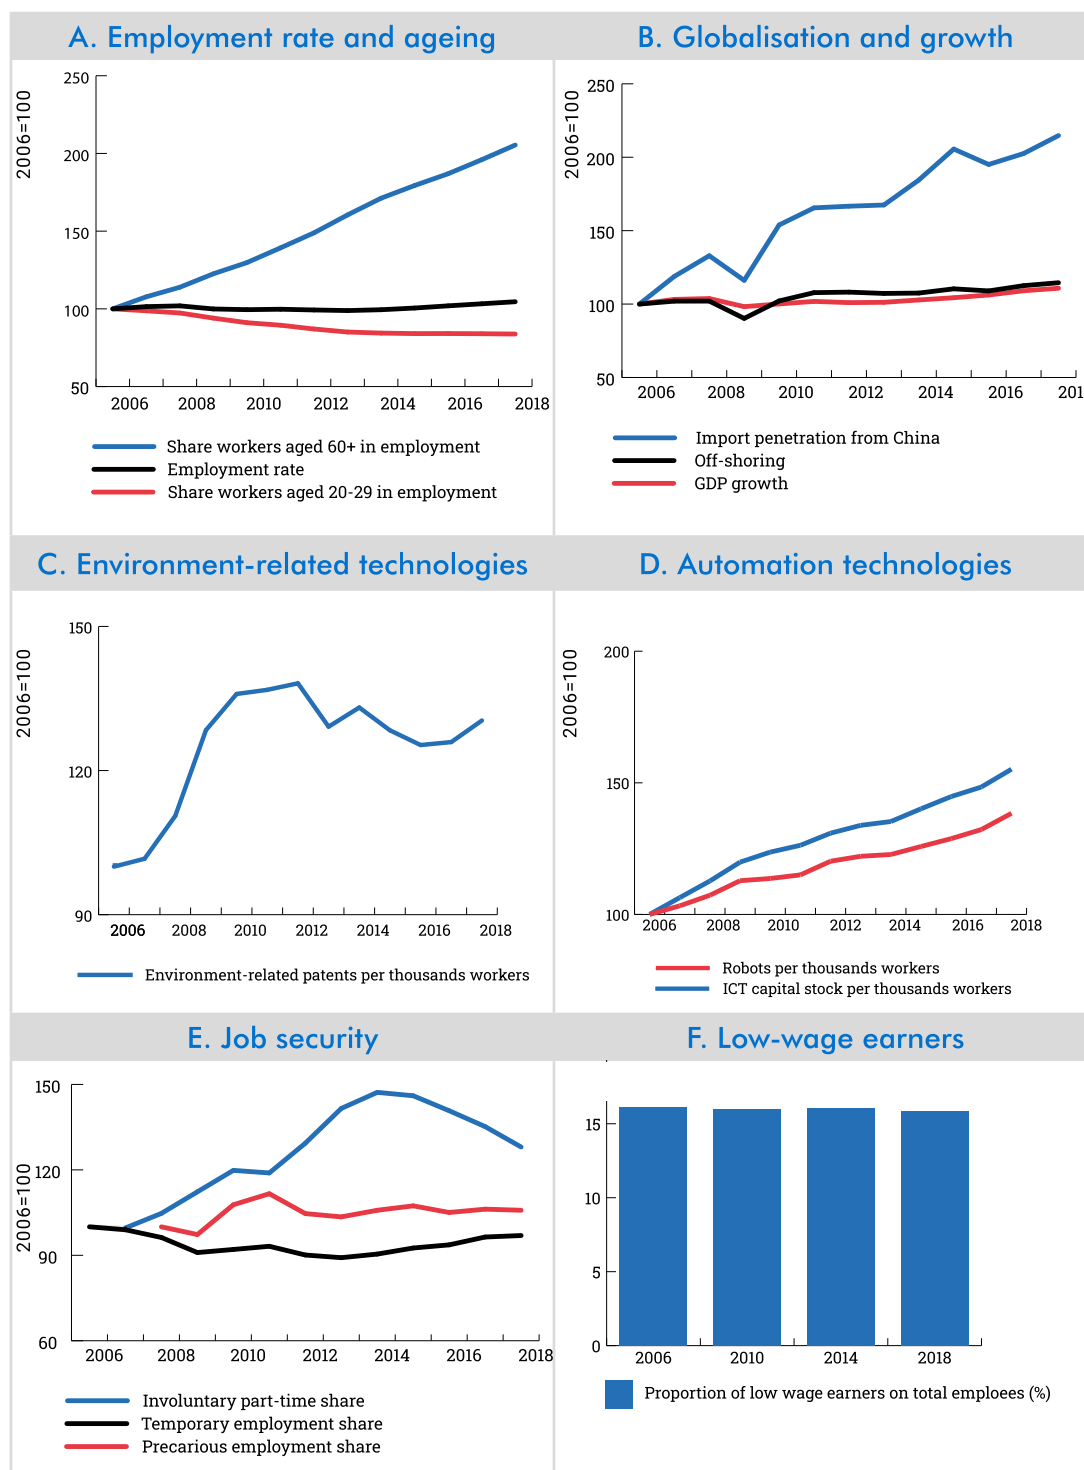 A. Employment rate and ageing
2006=100
250
200
150
100
50
2006 2008 2010 2012 2014 2016 2018
Share workers aged 60+ in employment
Employment rate
Share workers aged 20-29 in employment
B. Globalisation and growth
2006=100
250
200
150
100
50
2006 2008 2010 2012 2014 2016 201
Import penetration from China
Off-shoring
GDP growth
C. Environment-related technologies
2006=100
150
120
90
2006 2008 2010 2012 2014 2016 2018
Environment-related patents per thousands workers
D. Automation technologies
2006=100
200
150
100
2006 2008 2010 2012 2014 2016 2018
Robots per thousands workers
ICT capital stock per thousands workers
E. Job security
2006=100
150
120
90
60
2006 2008 2010 2012 2014 2016 2018
Involuntary part-time share
Temporary employment share
Precarious employment share
F. Low-wage earners
15
10
5
0
2006 2010 2014 2018
Proportion of low wage earners on total emploees (%)